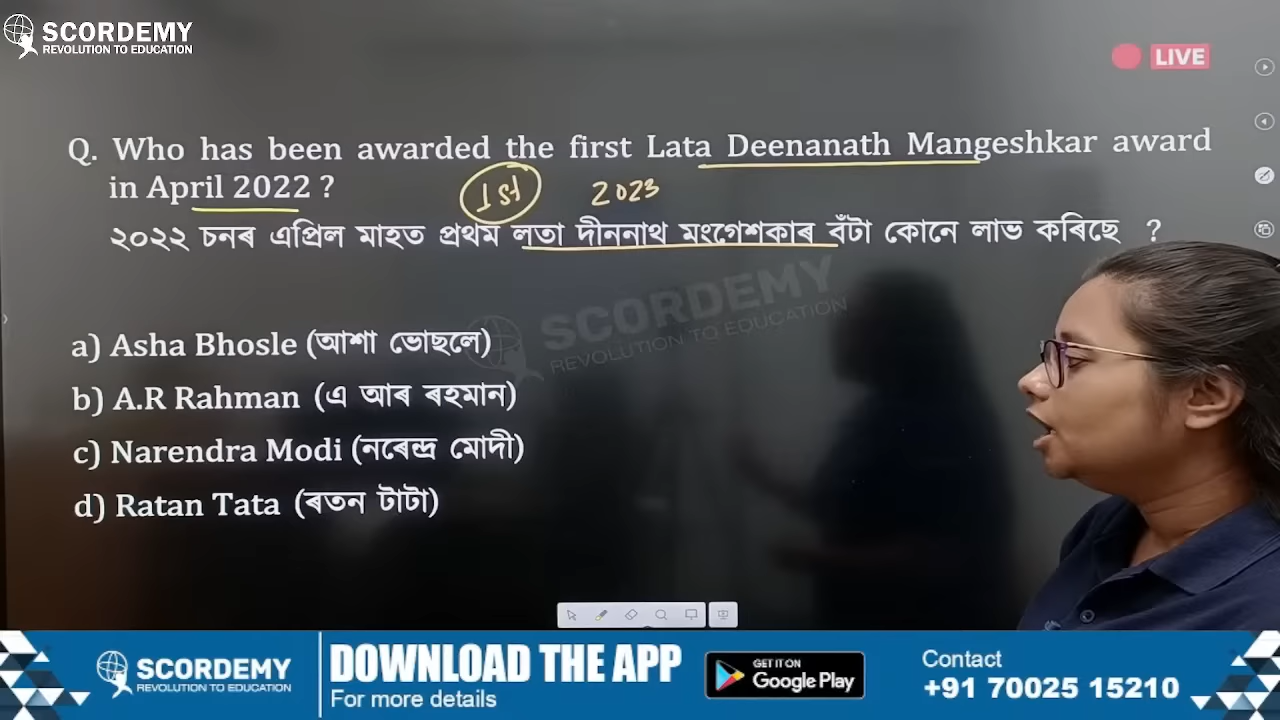 SCORDEMY
REVOLUTION TO EDUCATION
LIVE
Q. Who has been awarded the first Lata Deenanath Mangeshkar award
in April 2022 ?
1st 2023
২০২২ চনৰ এপ্ৰিল মাহত প্ৰথম লতা দীননাথ মংগেশকাৰ বঁটা কোনে লাভ কৰিছে ?
SCORDEMY
REVOLUTION TO EDUCATION
a) Asha Bhosle (আশা ভোছলে)
b) A.R Rahman (এ আৰ ৰহমান)
c) Narendra Modi (নৰেন্দ্ৰ মোদী)
d) Ratan Tata (ৰতন টাটা)
SCORDEMY
REVOLUTION TO EDUCATION
DOWNLOAD THE APP
For more details
GET IT ON
Google Play
Contact
+91 70025 15210